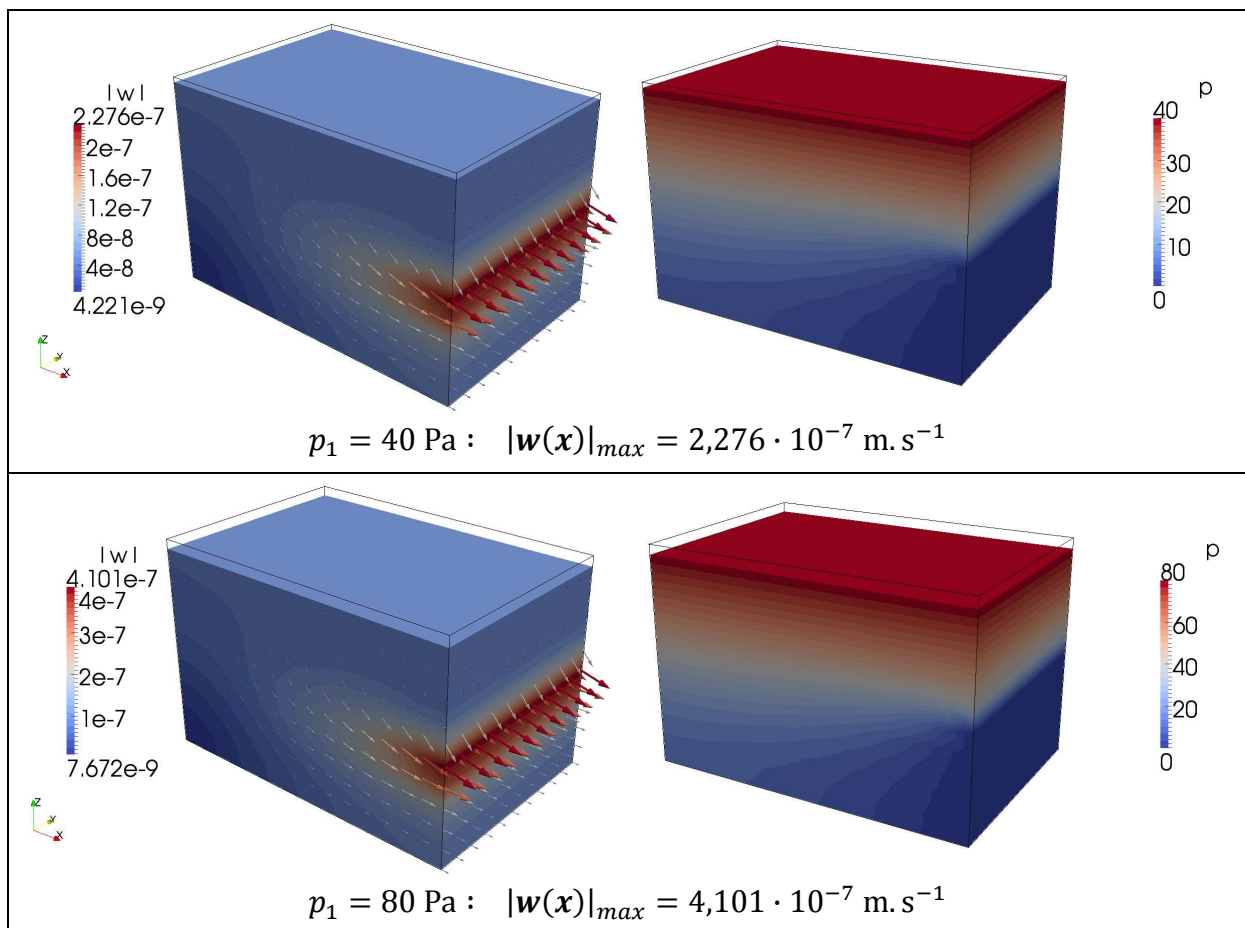 |w|
2.276e-7
2e-7
1.6e-7
1.2e-7
8e-8
4e-8
4.221e-9
Z
Y
X
p
40
30
20
10
0
p₁ = 40 Pa : |w(x)|max = 2,276 · 10⁻⁷ m. s⁻¹
|w|
4.101e-7
4e-7
3e-7
2e-7
1e-7
7.672e-9
Z
Y
X
p
80
60
40
20
0
p₁ = 80 Pa : |w(x)|max = 4,101 · 10⁻⁷ m. s⁻¹